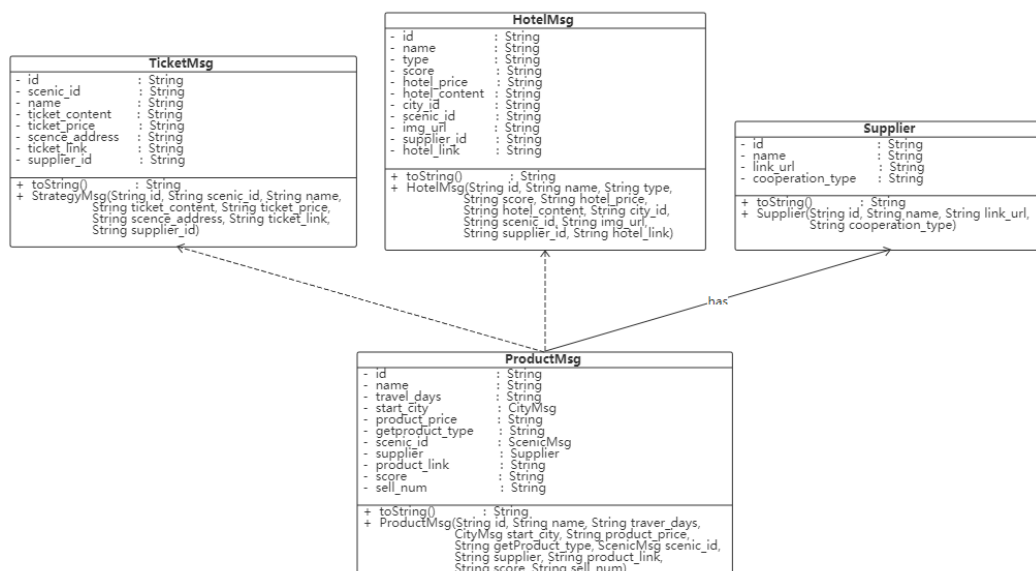 HotelMsg
- id : String
- name : String
- type : String
- score : String
- hotel_price : String
- hotel_content : String
- city_id : String
- scenic_id : String
- img_url : String
- supplier_id : String
- hotel_link : String
+ toString() : String
+ HotelMsg(String id, String name, String type,
String score, String hotel_price,
String hotel_content, String city_id,
String scenic_id, String img_url,
String supplier_id, String hotel_link)
TicketMsg
- id : String
- scenic_id : String
- name : String
- ticket_content : String
- ticket_price : String
- scence_address : String
- ticket_link : String
- supplier_id : String
+ toString() : String
+ StrategyMsg(String id, String scenic_id, String name,
String ticket_content, String ticket_price,
String scence_address, String ticket_link,
String supplier_id)
Supplier
- id : String
- name : String
- link_url : String
- cooperation_type : String
+ toString() : String
+ Supplier(String id, String name, String link_url,
String cooperation_type)
has
ProductMsg
- id : String
- name : String
- travel_days : String
- start_city : CityMsg
- product_price : String
- getproduct_type : String
- scenic_id : ScenicMsg
- supplier : Supplier
- product_link : String
- score : String
- sell_num : String
+ toString() : String
+ ProductMsg(String id, String name, String traver_days,
CityMsg start_city, String product_price,
String getProduct_type, ScenicMsg scenic_id,
String supplier, String product_link,
String score, String sell_num)